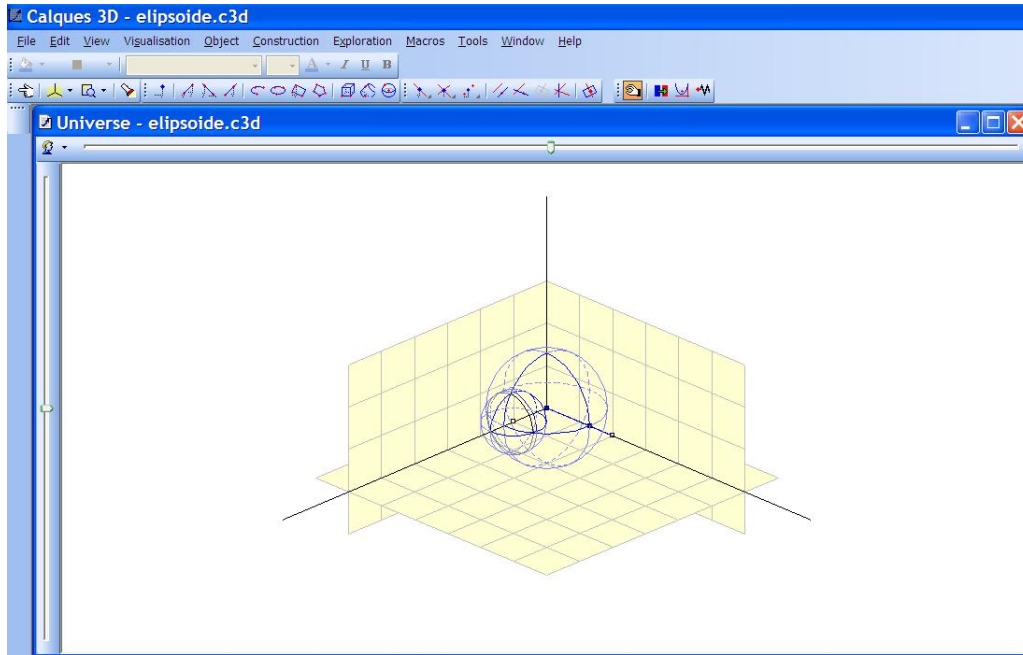 Calques 3D - elipsoide.c3d
File Edit View Visualisation Object Construction Exploration Macros Tools Window Help
A I U B
Universe - elipsoide.c3d